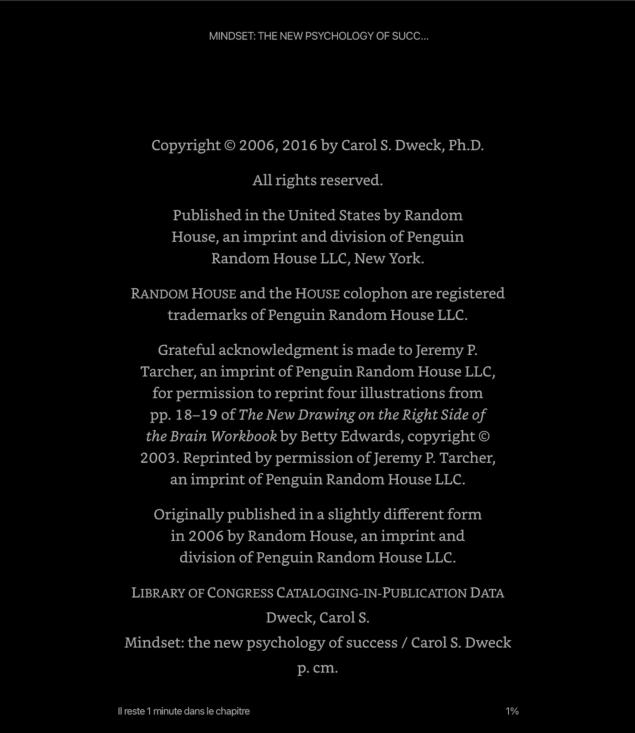 MINDSET: THE NEW PSYCHOLOGY OF SUCC...
Copyright © 2006, 2016 by Carol S. Dweck, Ph.D.
All rights reserved.
Published in the United States by Random
House, an imprint and division of Penguin
Random House LLC, New York.
RANDOM HOUSE and the HOUSE colophon are registered
trademarks of Penguin Random House LLC.
Grateful acknowledgment is made to Jeremy P.
Tarcher, an imprint of Penguin Random House LLC,
for permission to reprint four illustrations from
pp. 18–19 of The New Drawing on the Right Side of
the Brain Workbook by Betty Edwards, copyright ©
2003. Reprinted by permission of Jeremy P. Tarcher,
an imprint of Penguin Random House LLC.
Originally published in a slightly different form
in 2006 by Random House, an imprint and
division of Penguin Random House LLC.
LIBRARY OF CONGRESS CATALOGING-IN-PUBLICATION DATA
Dweck, Carol S.
Mindset: the new psychology of success / Carol S. Dweck
p. cm.
Il reste 1 minute dans le chapitre
1%